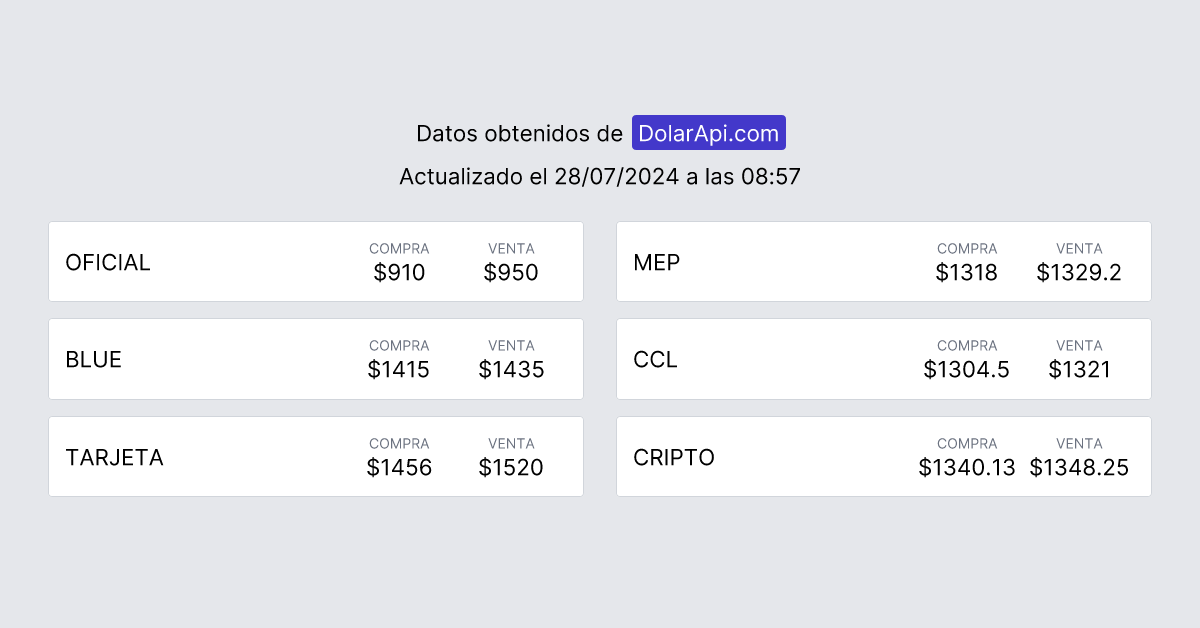 Datos obtenidos de DolarApi.com
Actualizado el 28/07/2024 a las 08:57
OFICIAL
COMPRA VENTA
$910 $950
MEP
COMPRA VENTA
$1318 $1329.2
BLUE
COMPRA VENTA
$1415 $1435
CCL
COMPRA VENTA
$1304.5 $1321
TARJETA
COMPRA VENTA
$1456 $1520
CRIPTO
COMPRA VENTA
$1340.13 $1348.25